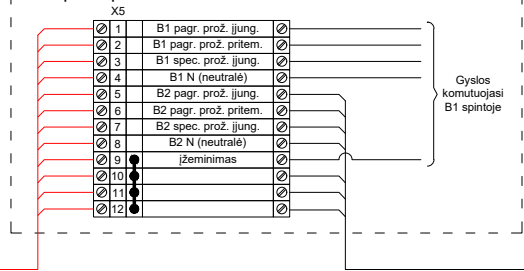 X5
1 B1 pagr. prož. įjung.
2 B1 pagr. prož. pritem.
3 B1 spec. prož. įjung.
4 B1 N (neutralė)
5 B2 pagr. prož. įjung.
6 B2 pagr. prož. pritem.
7 B2 spec. prož. įjung.
8 B2 N (neutralė)
9 įžeminimas
10
11
12
Gyslos
komutuojasi
B1 spintoje